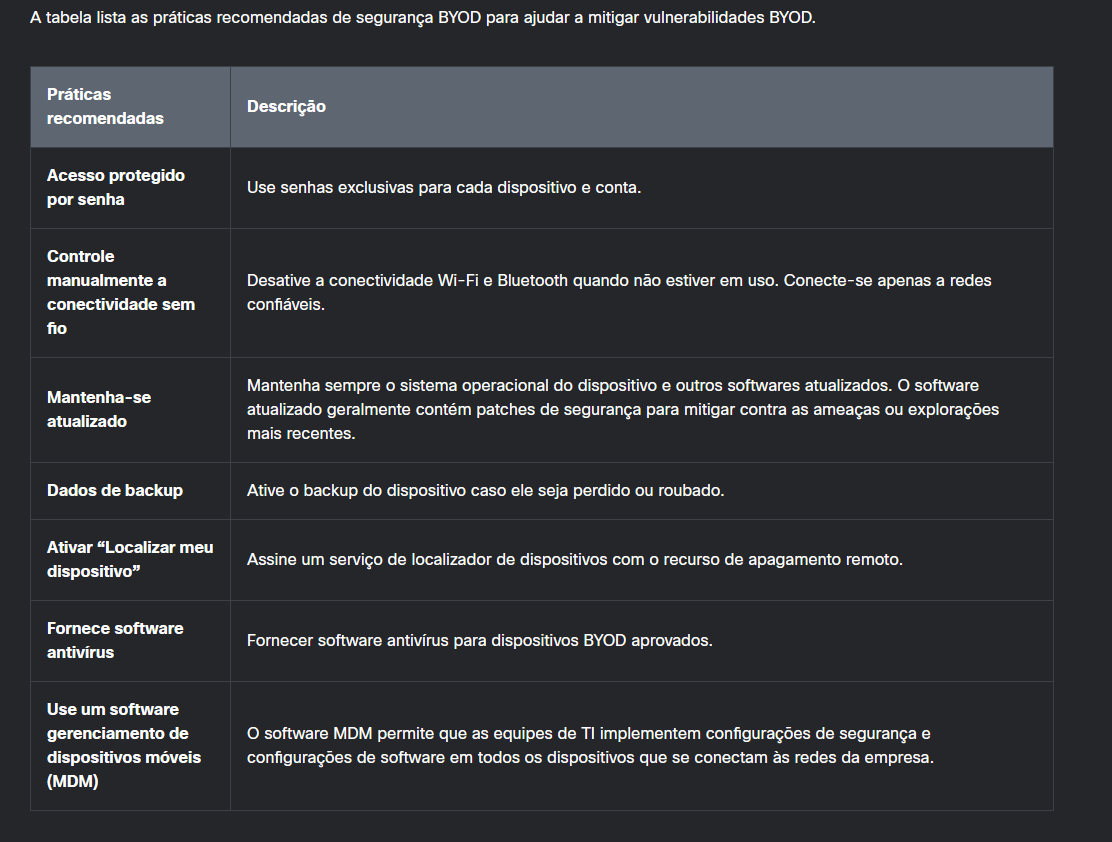 A tabela lista as práticas recomendadas de segurança BYOD para ajudar a mitigar vulnerabilidades BYOD.
Práticas
recomendadas
Descrição
Acesso protegido
por senha
Use senhas exclusivas para cada dispositivo e conta.
Controle
manualmente a
conectividade sem
fio
Desative a conectividade Wi-Fi e Bluetooth quando não estiver em uso. Conecte-se apenas a redes
confiáveis.
Mantenha-se
atualizado
Mantenha sempre o sistema operacional do dispositivo e outros softwares atualizados. O software
atualizado geralmente contém patches de segurança para mitigar contra as ameaças ou explorações
mais recentes.
Dados de backup
Ative o backup do dispositivo caso ele seja perdido ou roubado.
Ativar “Localizar meu
dispositivo”
Assine um serviço de localizador de dispositivos com o recurso de apagamento remoto.
Fornece software
antivírus
Fornecer software antivírus para dispositivos BYOD aprovados.
Use um software
gerenciamento de
dispositivos móveis
(MDM)
O software MDM permite que as equipes de TI implementem configurações de segurança e
configurações de software em todos os dispositivos que se conectam às redes da empresa.